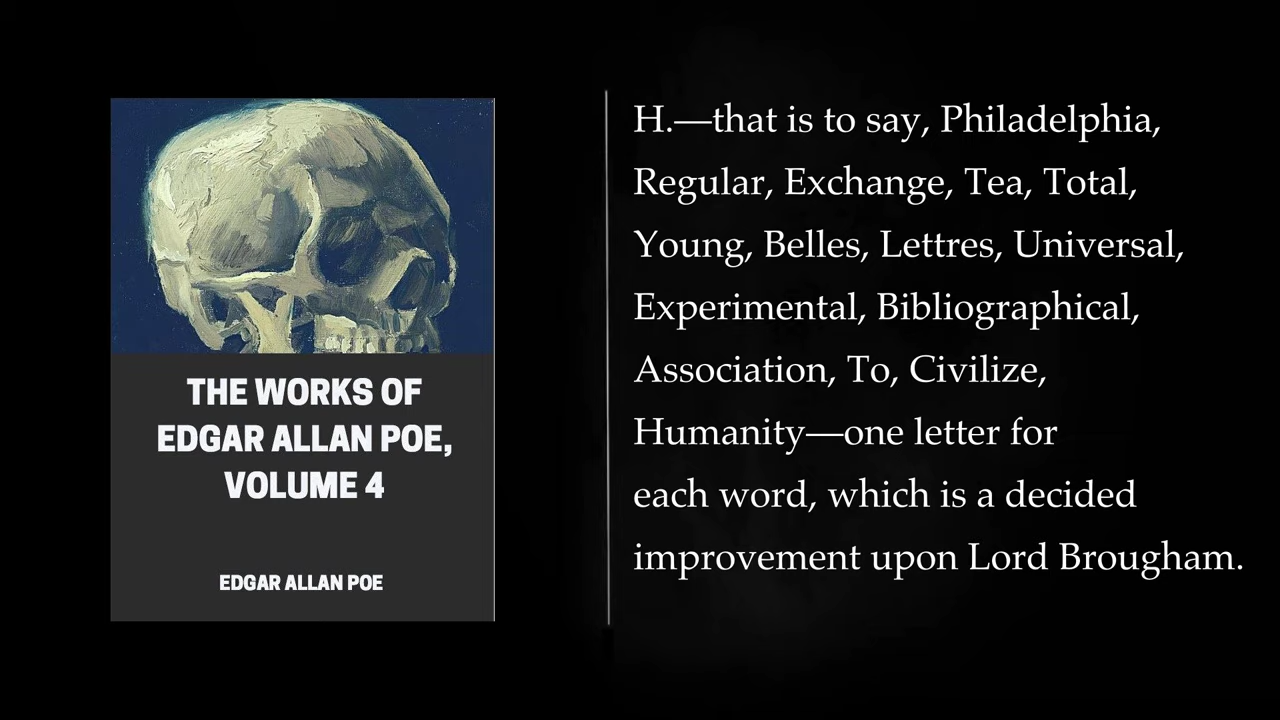 THE WORKS OF
EDGAR ALLAN POE,
VOLUME 4
EDGAR ALLAN POE
H.—that is to say, Philadelphia,
Regular, Exchange, Tea, Total,
Young, Belles, Lettres, Universal,
Experimental, Bibliographical,
Association, To, Civilize,
Humanity—one letter for
each word, which is a decided
improvement upon Lord Brougham.